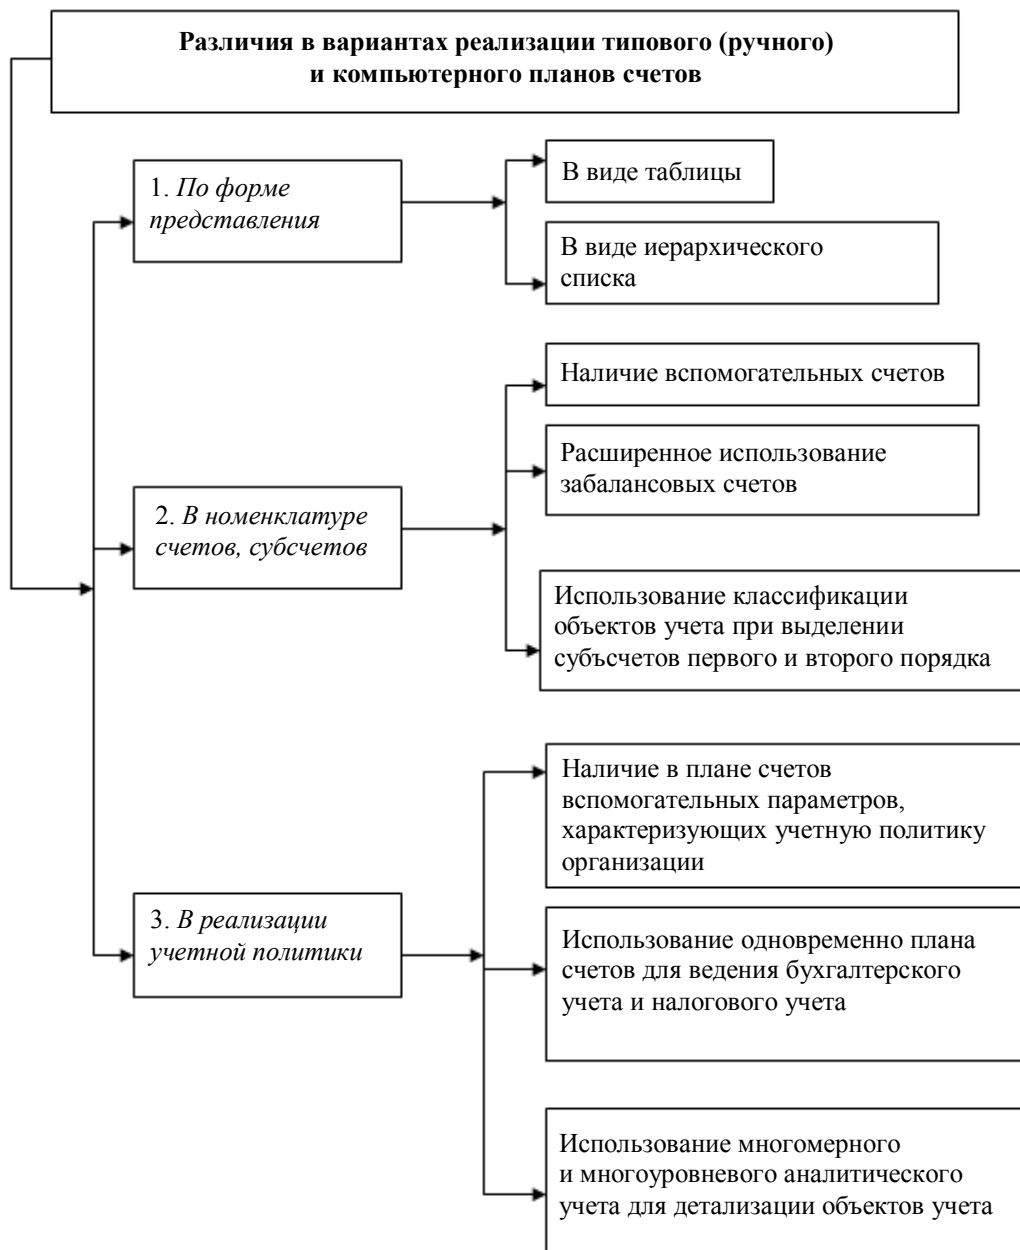 Различия в вариантах реализации типового (ручного)
и компьютерного планов счетов
1. По форме
представления
В виде таблицы
В виде иерархического
списка
2. В номенклатуре
счетов, субсчетов
Наличие вспомогательных счетов
Расширенное использование
забалансовых счетов
Использование классификации
объектов учета при выделении
субъсчетов первого и второго порядка
3. В реализации
учетной политики
Наличие в плане счетов
вспомогательных параметров,
характеризующих учетную политику
организации
Использование одновременно плана
счетов для ведения бухгалтерского
учета и налогового учета
Использование многомерного
и многоуровневого аналитического
учета для детализации объектов учета